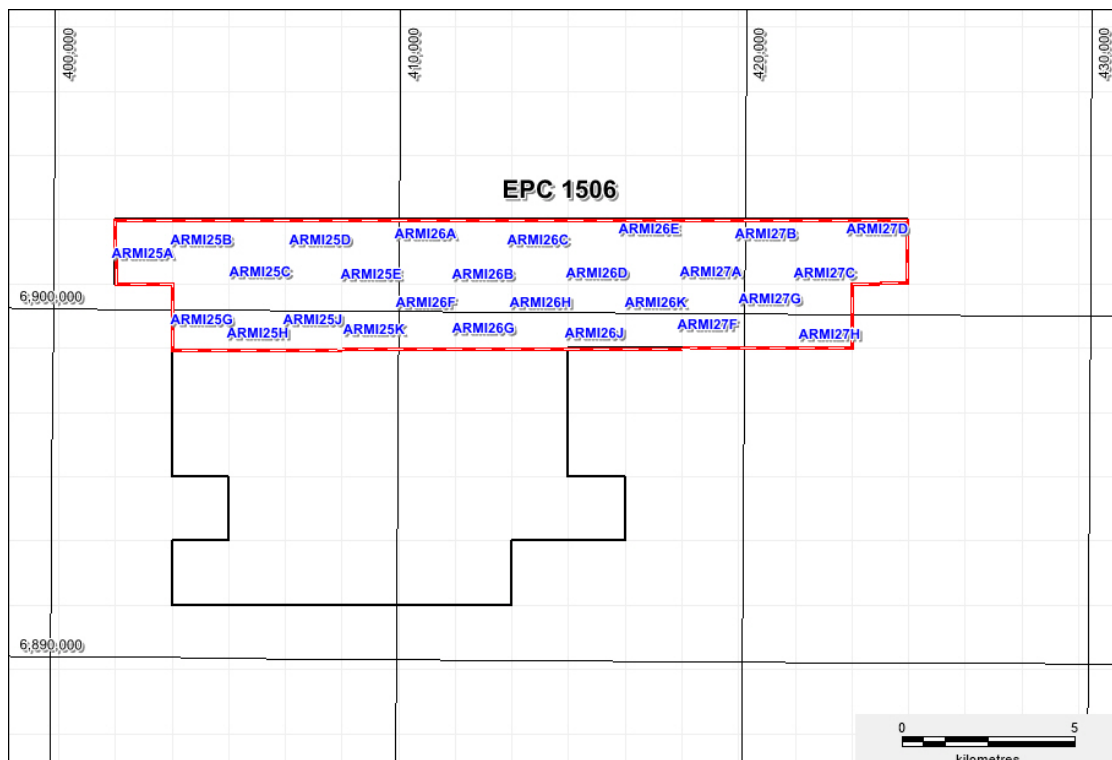 400,000
410,000
420,000
430,000
EPC 1506
ARMI25A
ARMI25B
ARMI25C
ARMI25D
ARMI25E
ARMI26A
ARMI26B
ARMI26C
ARMI26D
ARMI26E
ARMI27A
ARMI27B
ARMI27C
ARMI27D
6,900,000
ARMI25G
ARMI25H
ARMI25J
ARMI25K
ARMI26F
ARMI26G
ARMI26H
ARMI26J
ARMI26K
ARMI27F
ARMI27G
ARMI27H
6,890,000
0
5
kilometres